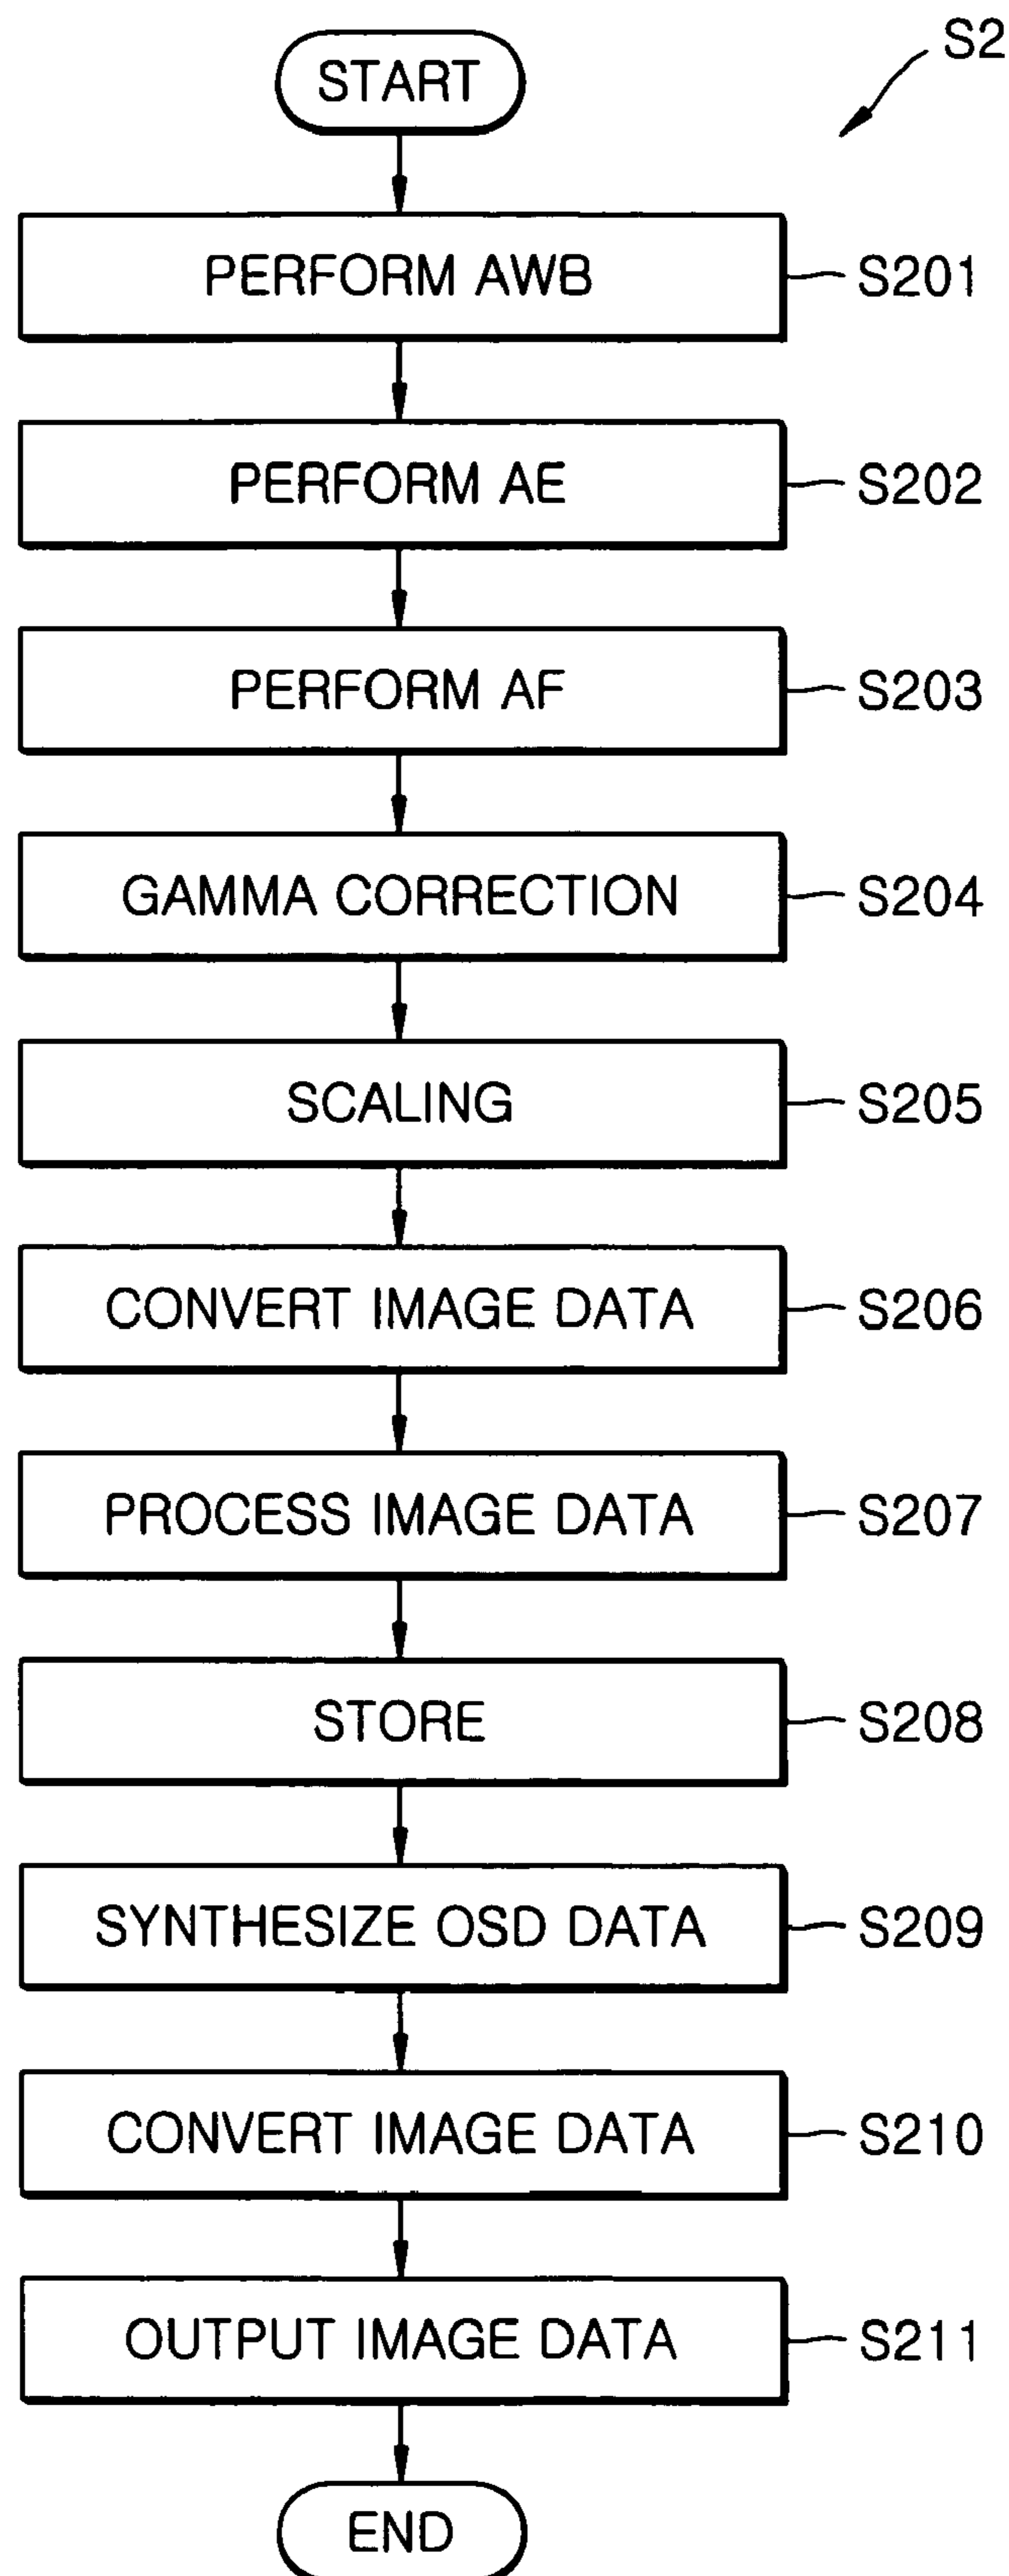 S2
START
PERFORM AWB
S201
PERFORM AE
S202
PERFORM AF
S203
GAMMA CORRECTION
S204
SCALING
S205
CONVERT IMAGE DATA
S206
PROCESS IMAGE DATA
S207
STORE
S208
SYNTHESIZE OSD DATA
S209
CONVERT IMAGE DATA
S210
OUTPUT IMAGE DATA
S211
END